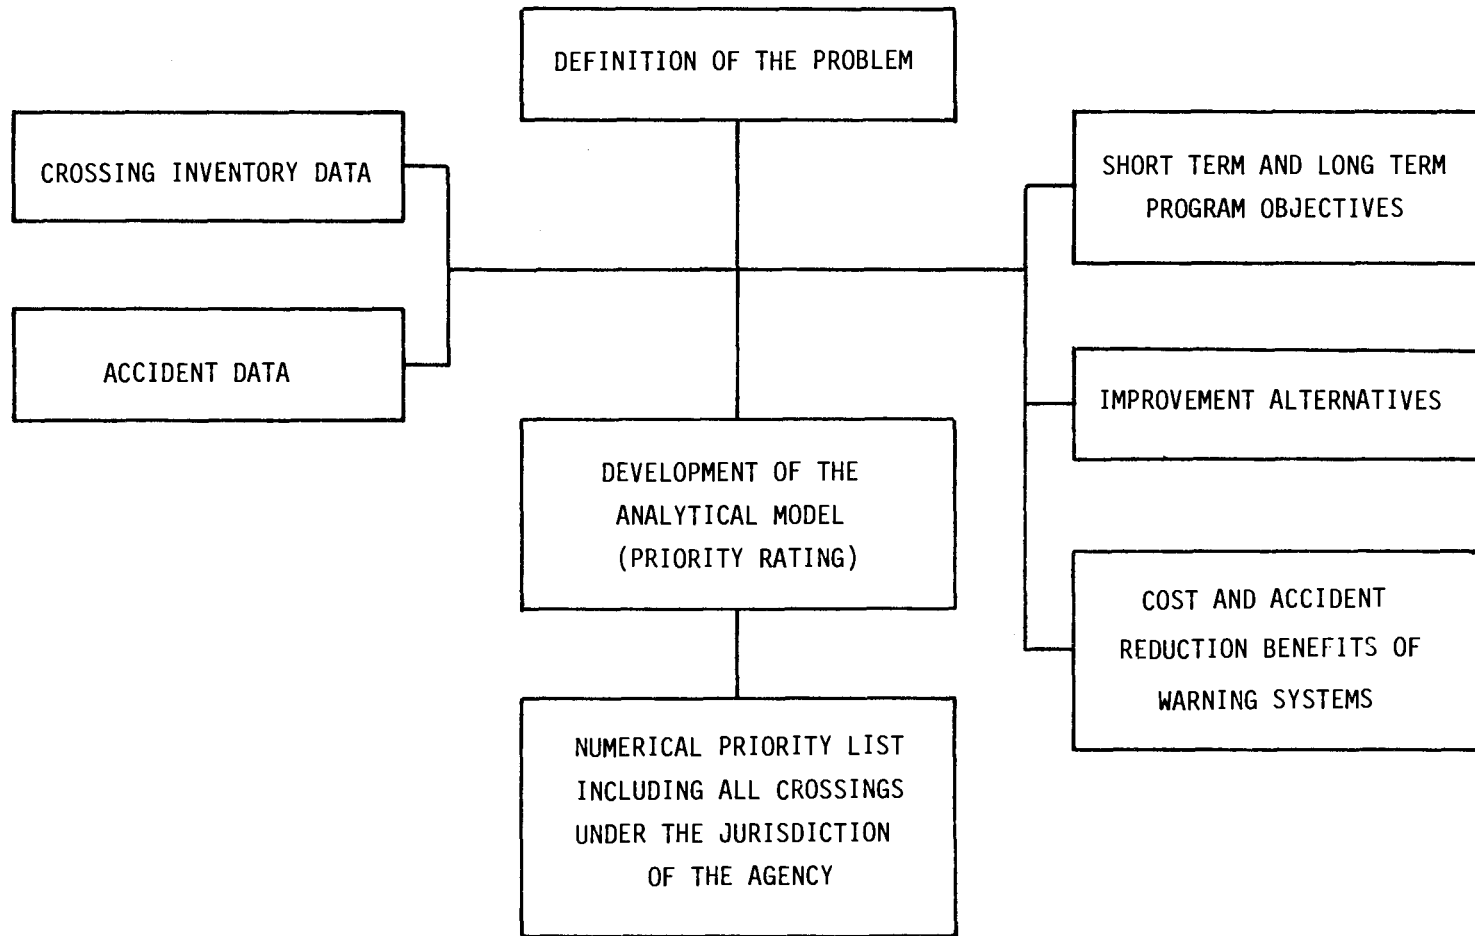 DEFINITION OF THE PROBLEM
CROSSING INVENTORY DATA
ACCIDENT DATA
SHORT TERM AND LONG TERM
PROGRAM OBJECTIVES
IMPROVEMENT ALTERNATIVES
COST AND ACCIDENT
REDUCTION BENEFITS OF
WARNING SYSTEMS
DEVELOPMENT OF THE
ANALYTICAL MODEL
(PRIORITY RATING)
NUMERICAL PRIORITY LIST
INCLUDING ALL CROSSINGS
UNDER THE JURISDICTION
OF THE AGENCY